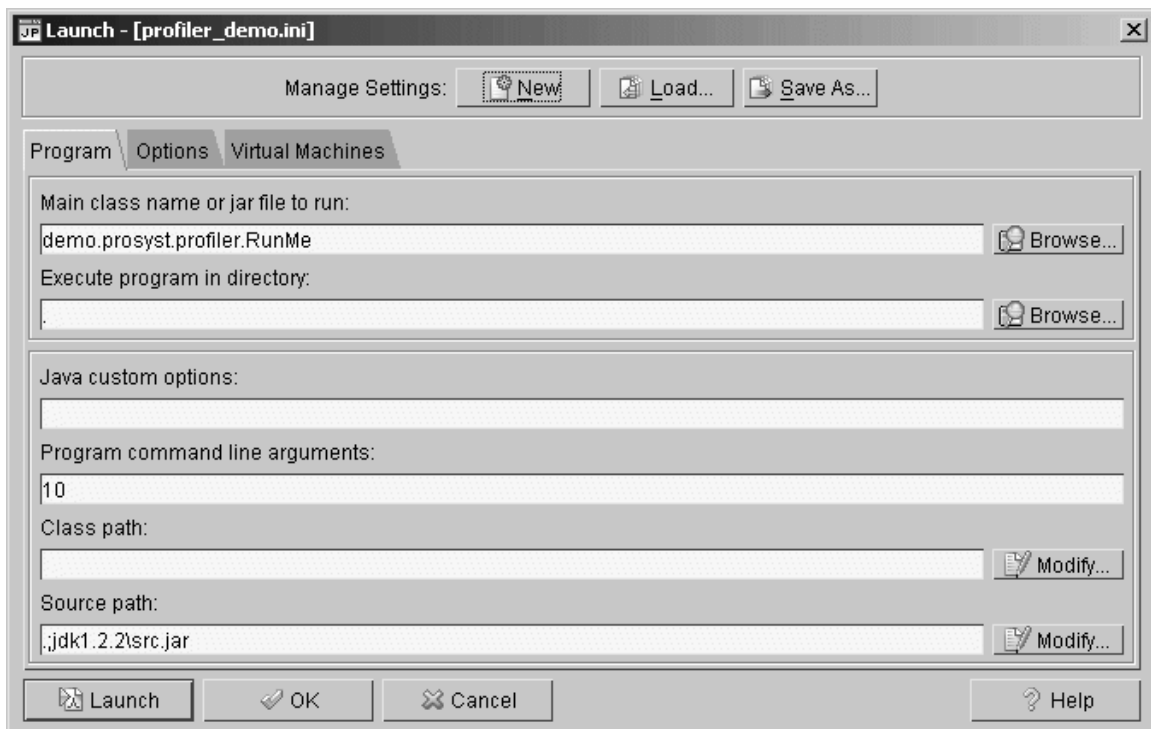 JP Launch - [profiler_demo.ini]
Manage Settings: New Load... Save As...
Program Options Virtual Machines
Main class name or jar file to run:
demo.prosyst.profiler.RunMe Browse...
Execute program in directory:
. Browse...
Java custom options:
Program command line arguments:
10
Class path:
Modify...
Source path:
.;jdk1.2.2\src.jar Modify...
Launch OK Cancel ? Help